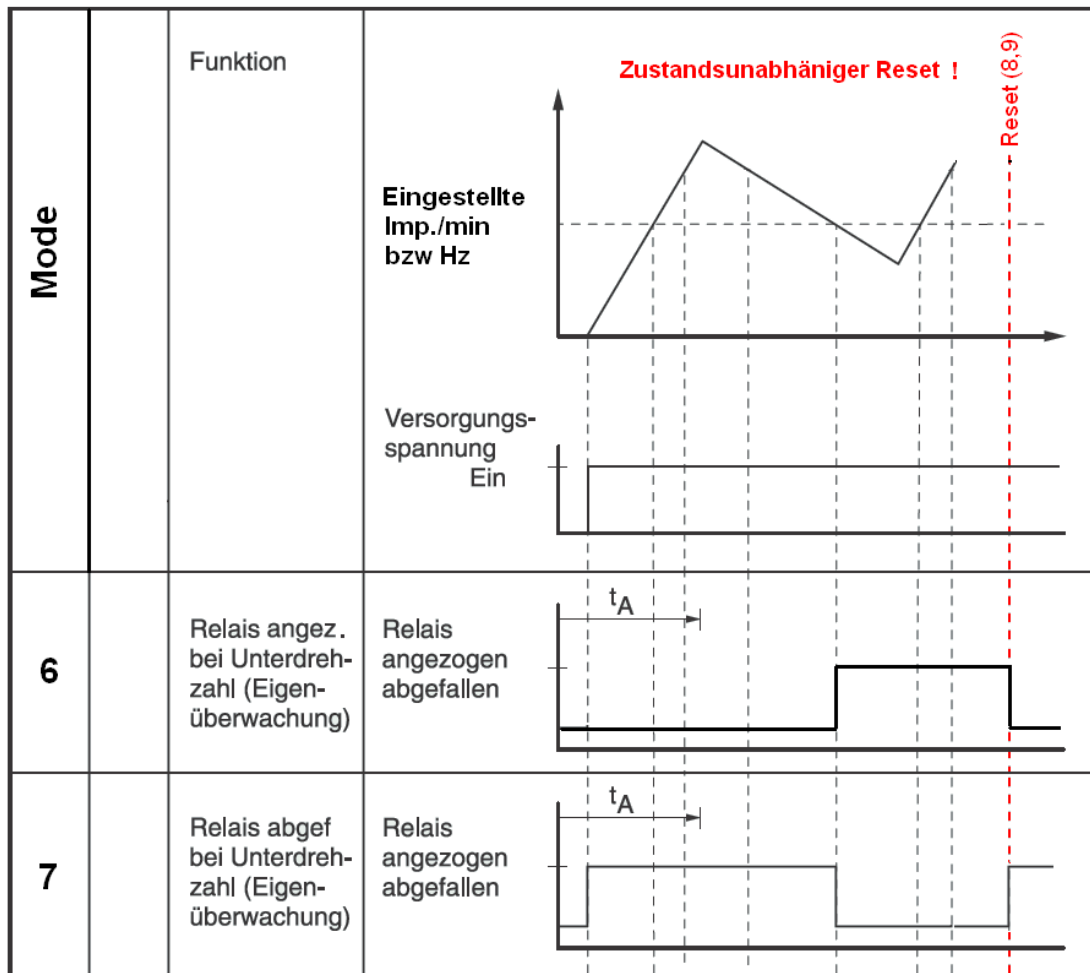 Mode
Funktion
Zustandsunabhäniger Reset !
Reset (8,9)
Eingestellte
Imp./min
bzw Hz
Versorgungs-
spannung
Ein
6
Relais angez.
bei Unterdreh-
zahl (Eigen-
überwachung)
Relais
angezogen
abgefallen
tA
7
Relais abgef
bei Unterdreh-
zahl (Eigen-
überwachung)
Relais
angezogen
abgefallen
tA